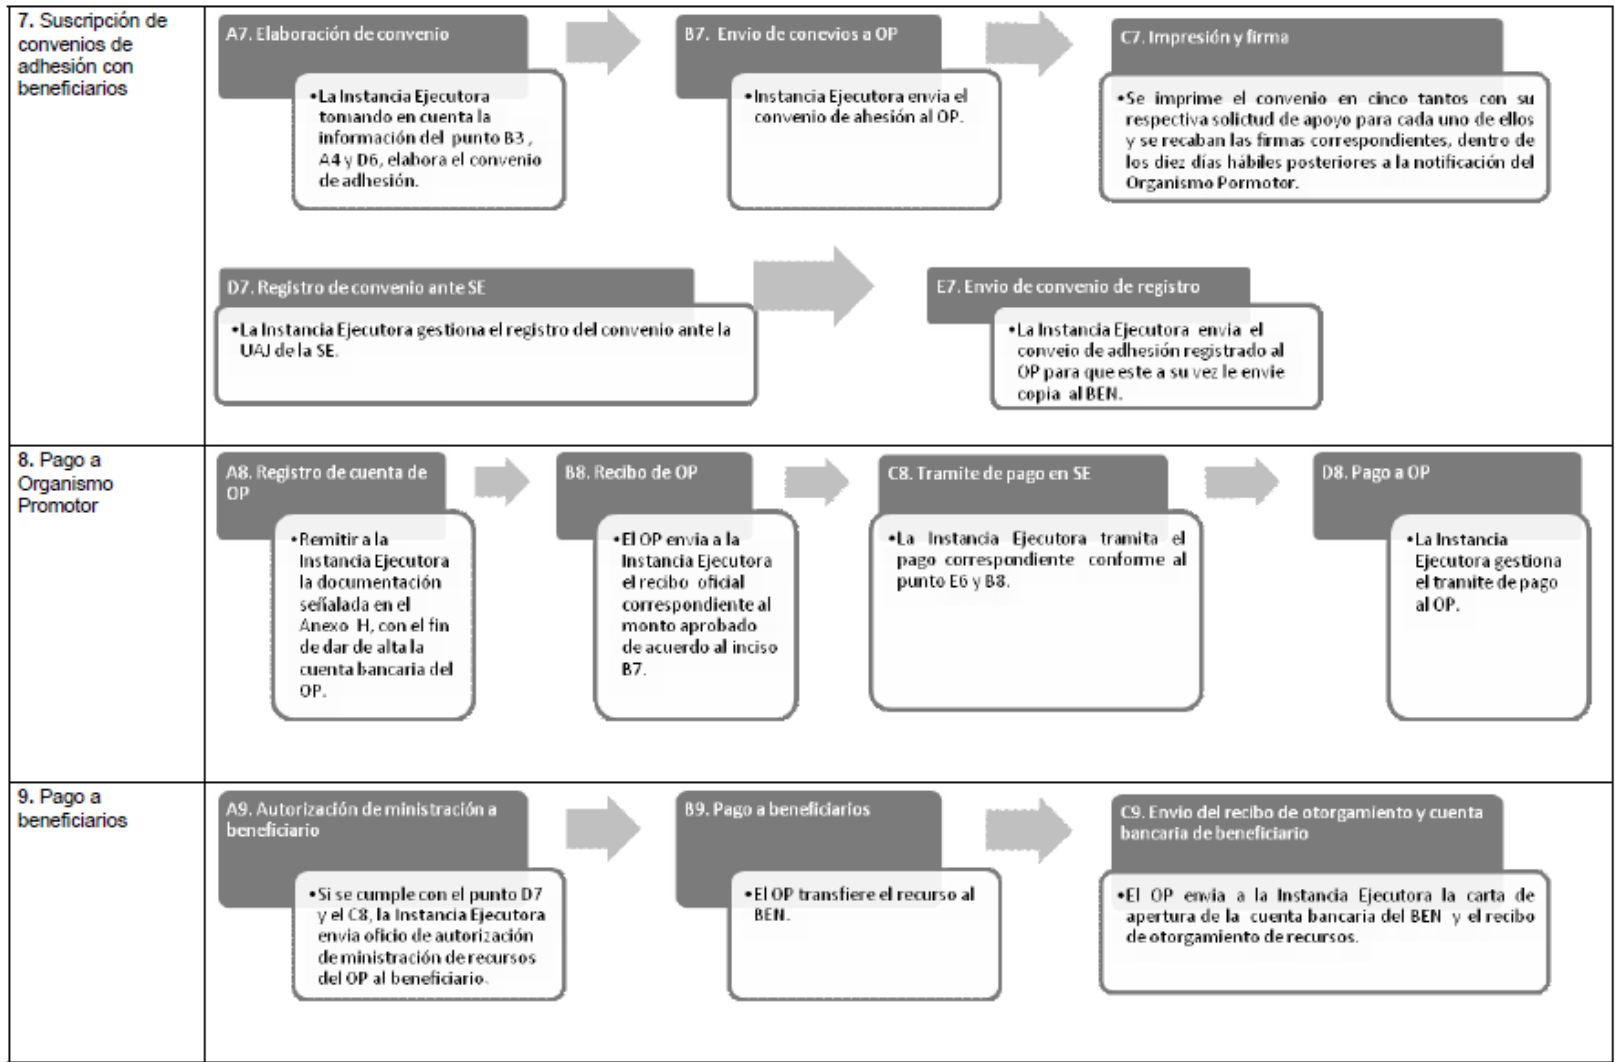 7. Suscripción de
convenios de
adhesión con
beneficiarios
A7. Elaboración de convenio
•La Instancia Ejecutora
tomando en cuenta la
información del punto B3 ,
A4 y D6, elabora el convenio
de adhesión.
B7. Envio de conevios a OP
•Instancia Ejecutora envia el
convenio de ahesión al OP.
C7. Impresión y firma
•Se imprime el convenio en cinco tantos con su
respectiva solicitud de apoyo para cada uno de ellos
y se recaban las firmas correspondientes, dentro de
los diez días hábiles posteriores a la notificación del
Organismo Pormotor.
D7. Registro de convenio ante SE
•La Instancia Ejecutora gestiona el registro del convenio ante la
UAJ de la SE.
E7. Envio de convenio de registro
•La Instancia Ejecutora envia el
conveio de adhesión registrado al
OP para que este a su vez le envie
copia al BEN.
8. Pago a
Organismo
Promotor
A8. Registro de cuenta de
OP
•Remitir a la
Instancia Ejecutora
la documentación
señalada en el
Anexo H, con el fin
de dar de alta la
cuenta bancaria del
OP.
B8. Recibo de OP
•El OP envia a la
Instancia Ejecutora
el recibo oficial
correspondiente al
monto aprobado
de acuerdo al inciso
B7.
C8. Tramite de pago en SE
•La Instancia Ejecutora tramita el
pago correspondiente conforme al
punto E6 y B8.
D8. Pago a OP
•La Instancia
Ejecutora gestiona
el tramite de pago
al OP.
9. Pago a
beneficiarios
A9. Autorización de ministración a
beneficiario
•Si se cumple con el punto D7
y el C8, la Instancia Ejecutora
envia oficio de autorización
de ministración de recursos
del OP al beneficiario.
B9. Pago a beneficiarios
•El OP transfiere el recurso al
BEN.
C9. Envio del recibo de otorgamiento y cuenta
bancaria de beneficiario
•El OP envia a la Instancia Ejecutora la carta de
apertura de la cuenta bancaria del BEN y el recibo
de otorgamiento de recursos.